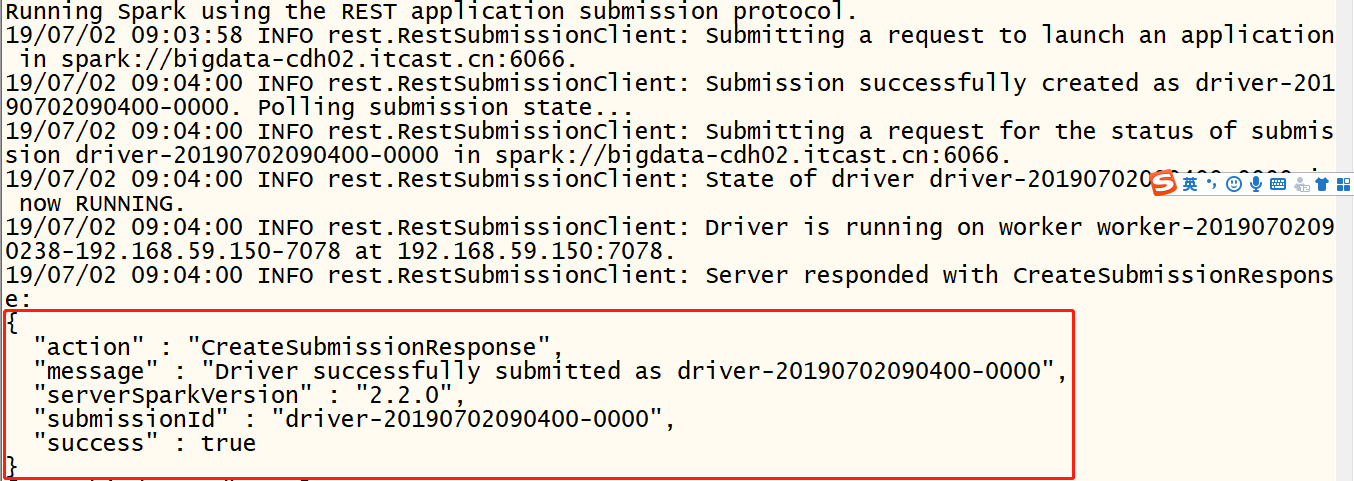 Running Spark using the REST application submission protocol.
19/07/02 09:03:58 INFO rest.RestSubmissionClient: Submitting a request to launch an application
 in spark://bigdata-cdh02.itcast.cn:6066.
19/07/02 09:04:00 INFO rest.RestSubmissionClient: Submission successfully created as driver-201
90702090400-0000. Polling submission state...
19/07/02 09:04:00 INFO rest.RestSubmissionClient: Submitting a request for the status of submis
sion driver-20190702090400-0000 in spark://bigdata-cdh02.itcast.cn:6066.
19/07/02 09:04:00 INFO rest.RestSubmissionClient: State of driver
英
 now RUNNING.
19/07/02 09:04:00 INFO rest.RestSubmissionClient: Driver is running on worker worker-2019070209
0238-192.168.59.150-7078 at 192.168.59.150:7078.
19/07/02 09:04:00 INFO rest.RestSubmissionClient: Server responded with CreateSubmissionRespons
e:
{
  "action" : "CreateSubmissionResponse",
  "message" : "Driver successfully submitted as driver-20190702090400-0000",
  "serverSparkVersion" : "2.2.0",
  "submissionId" : "driver-20190702090400-0000",
  "success" : true
}